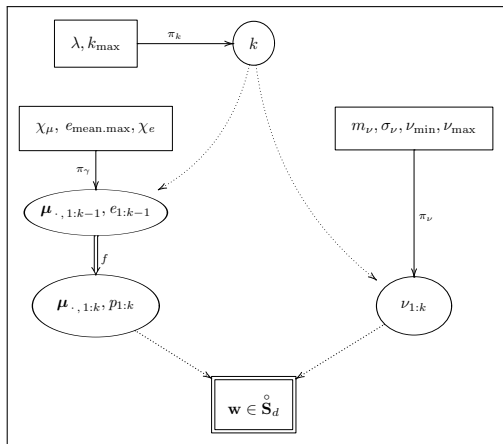 λ, k_max
π_k
k
χ_μ, e_mean.max, χ_e
m_ν, σ_ν, ν_min, ν_max
π_γ
π_ν
μ_{·,1:k−1}, e_{1:k−1}
f
μ_{·,1:k}, p_{1:k}
ν_{1:k}
w ∈ S̊_d